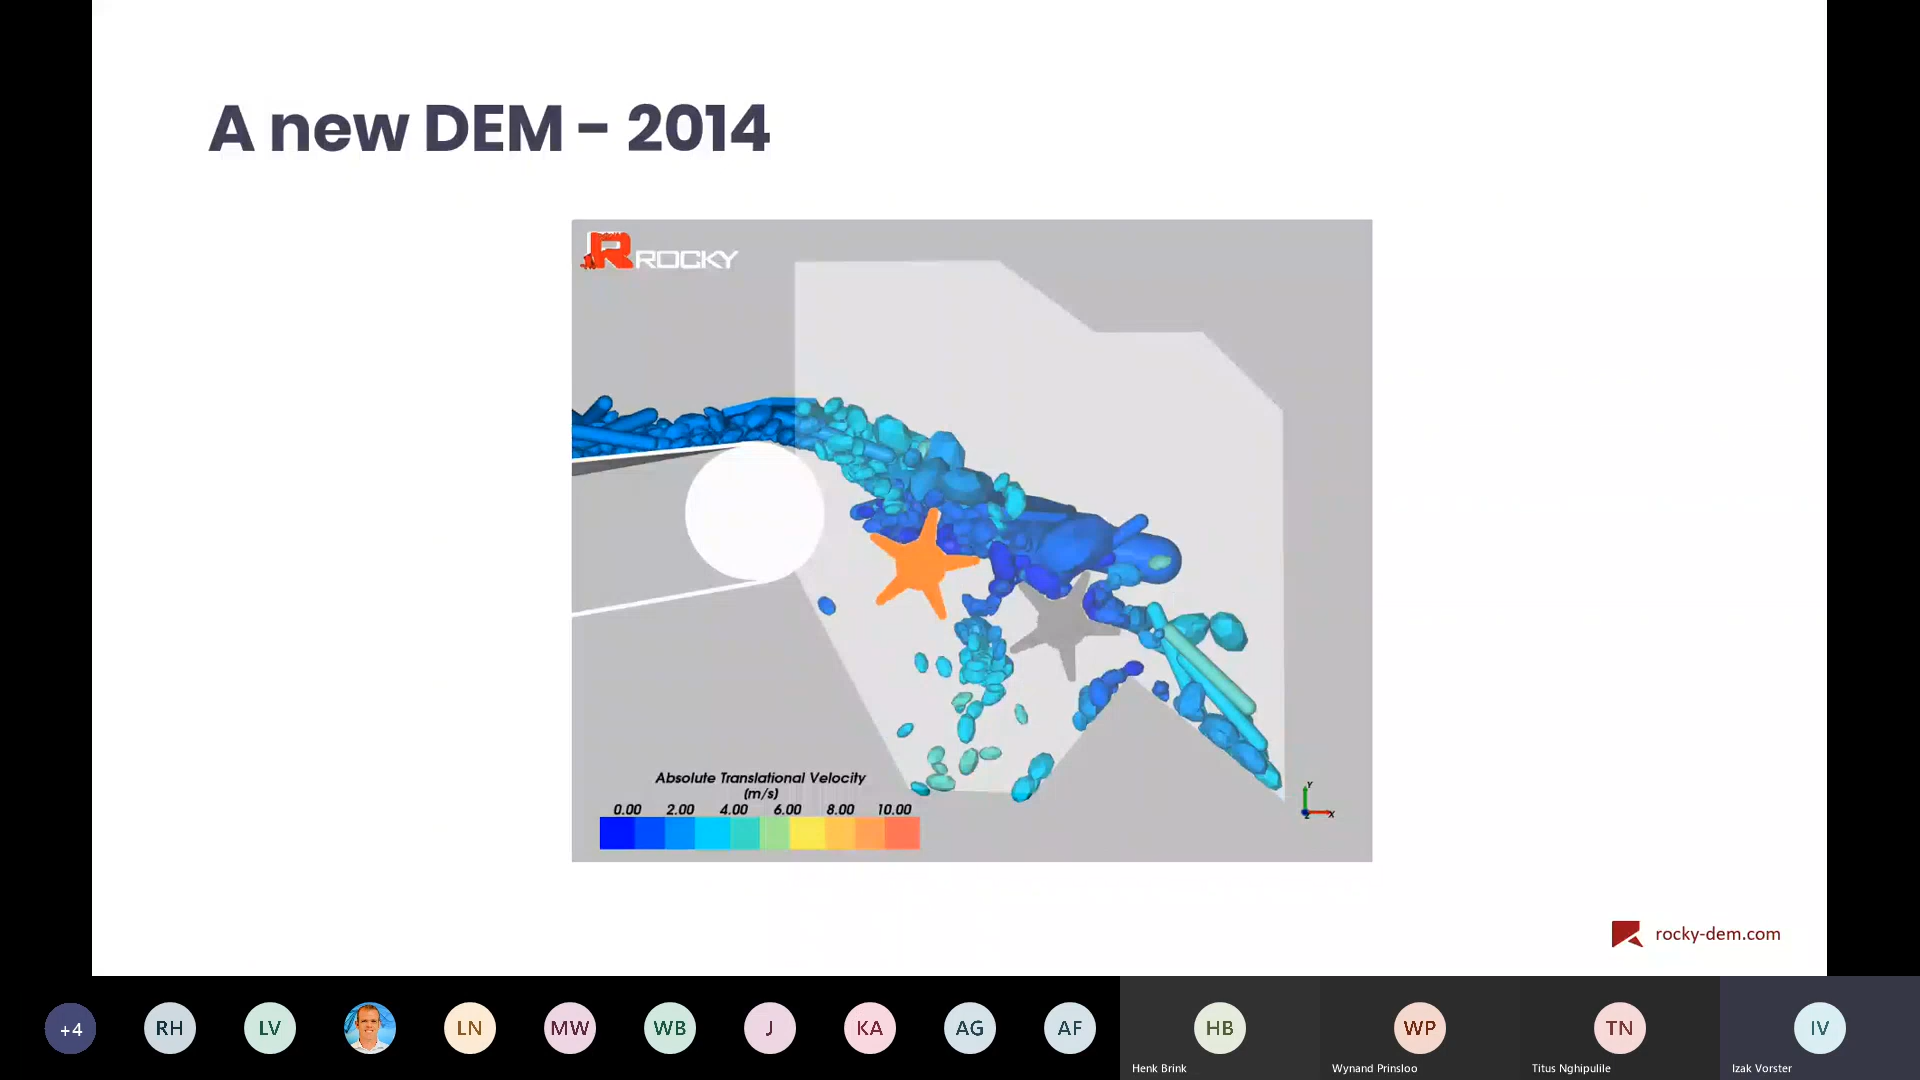 A new DEM - 2014
ROCKY
Absolute Translational Velocity
(m/s)
0.00 2.00 4.00 6.00 8.00 10.00
Y
Z X
rocky-dem.com
+4 RH LV LN MW WB J KA AG AF HB WP TN IV
Henk Brink Wynand Prinsloo Titus Nghipulile Izak Vorster